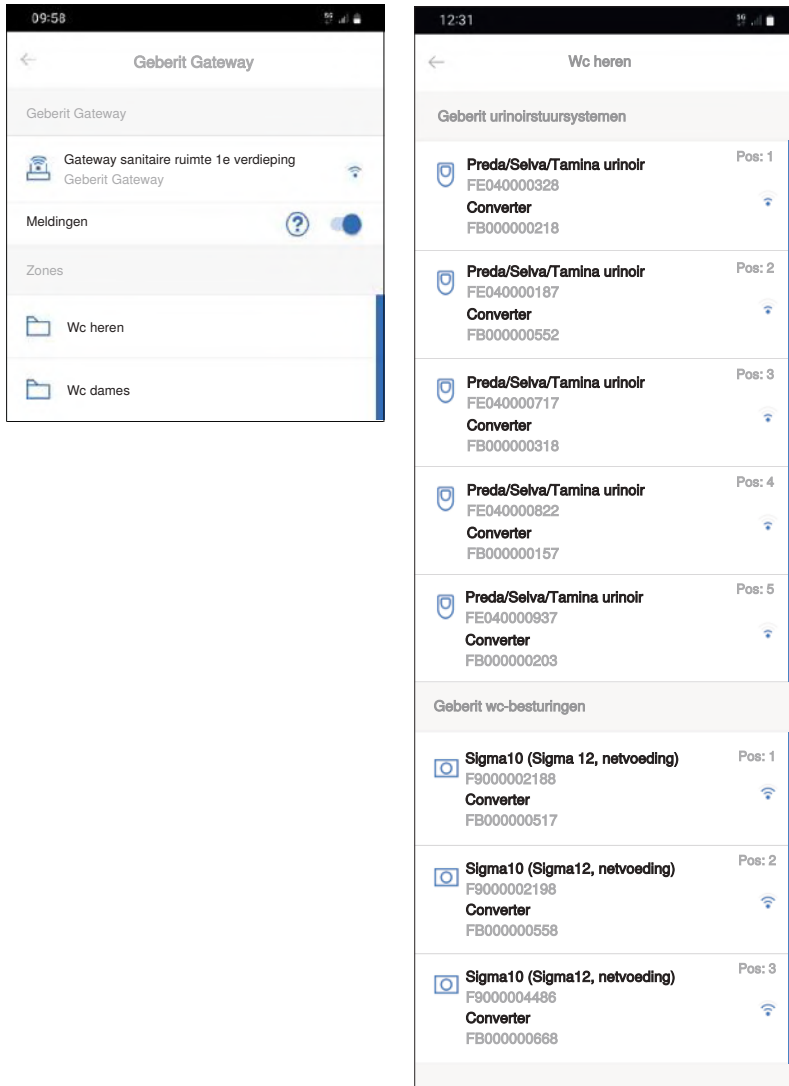 09:58
5G
Geberit Gateway
Geberit Gateway
Gateway sanitaire ruimte 1e verdieping
Geberit Gateway
Meldingen
?
Zones
Wc heren
Wc dames
12:31
5G
Wc heren
Geberit urinoirstuursystemen
Preda/Selva/Tamina urinoir
Pos: 1
FE040000328
Converter
FB000000218
Preda/Selva/Tamina urinoir
Pos: 2
FE040000187
Converter
FB000000552
Preda/Selva/Tamina urinoir
Pos: 3
FE040000717
Converter
FB000000318
Preda/Selva/Tamina urinoir
Pos: 4
FE040000822
Converter
FB000000157
Preda/Selva/Tamina urinoir
Pos: 5
FE040000937
Converter
FB000000203
Geberit wc-besturingen
Sigma10 (Sigma 12, netvoeding)
Pos: 1
F9000002188
Converter
FB000000517
Sigma10 (Sigma12, netvoeding)
Pos: 2
F9000002198
Converter
FB000000558
Sigma10 (Sigma12, netvoeding)
Pos: 3
F9000004486
Converter
FB000000668